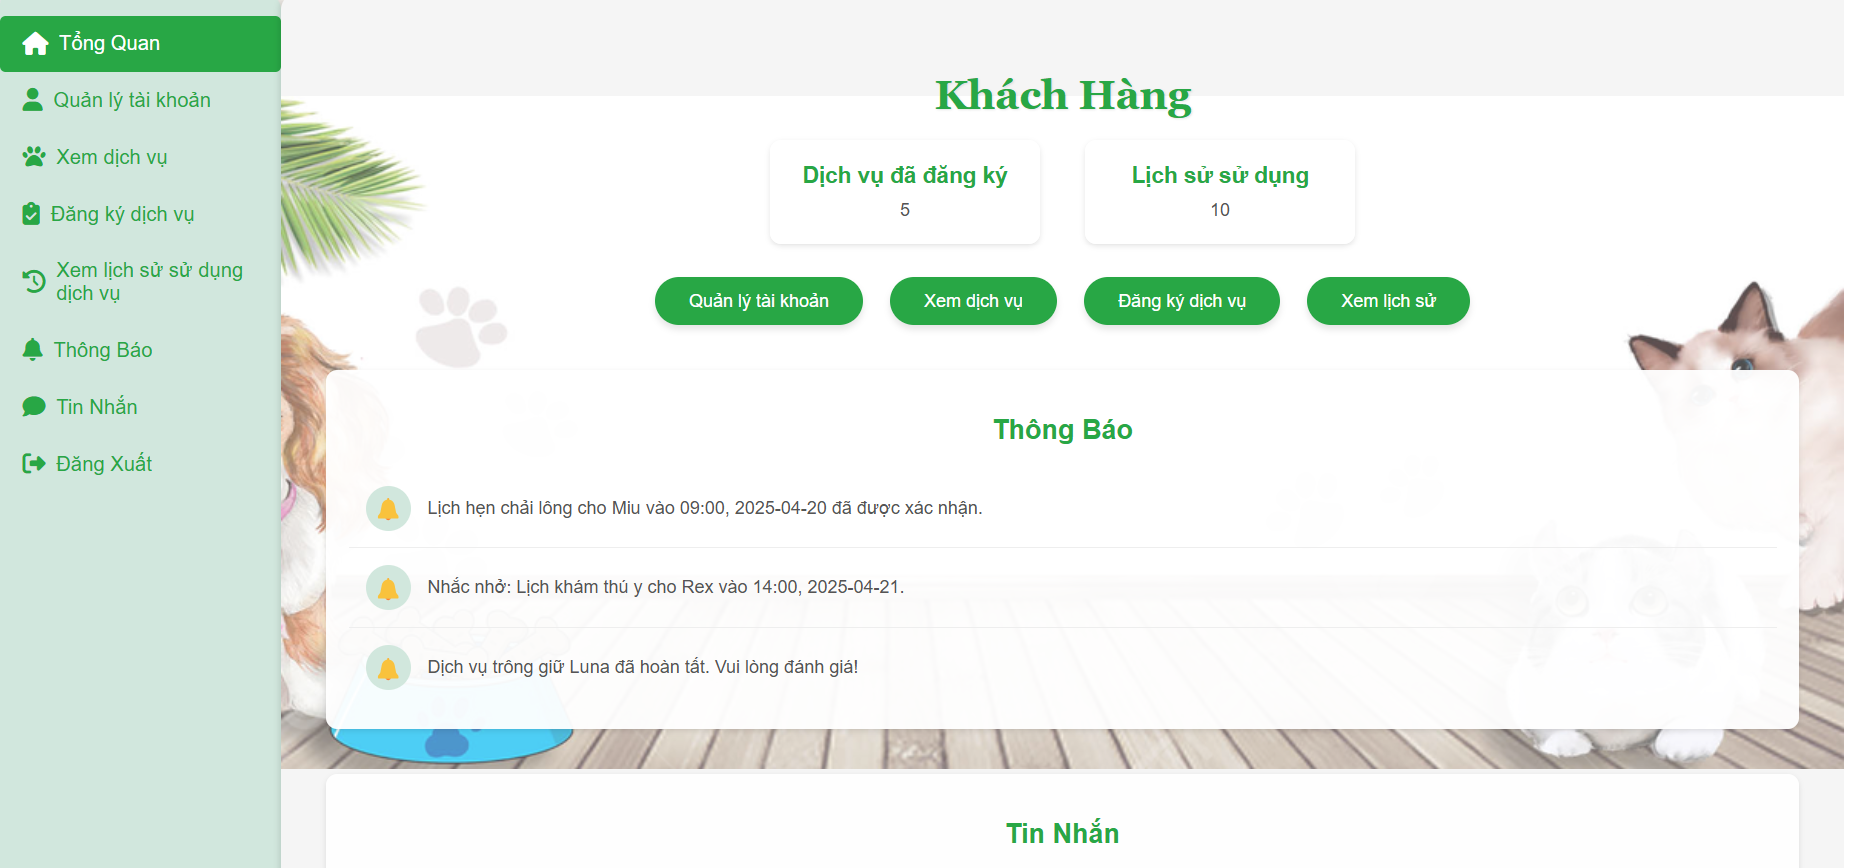 Tổng Quan
Quản lý tài khoản
Xem dịch vụ
Đăng ký dịch vụ
Xem lịch sử sử dụng
dịch vụ
Thông Báo
Tin Nhắn
Đăng Xuất
Khách Hàng
Dịch vụ đã đăng ký
5
Lịch sử sử dụng
10
Quản lý tài khoản
Xem dịch vụ
Đăng ký dịch vụ
Xem lịch sử
Thông Báo
Lịch hẹn chải lông cho Miu vào 09:00, 2025-04-20 đã được xác nhận.
Nhắc nhở: Lịch khám thú y cho Rex vào 14:00, 2025-04-21.
Dịch vụ trông giữ Luna đã hoàn tất. Vui lòng đánh giá!
Tin Nhắn